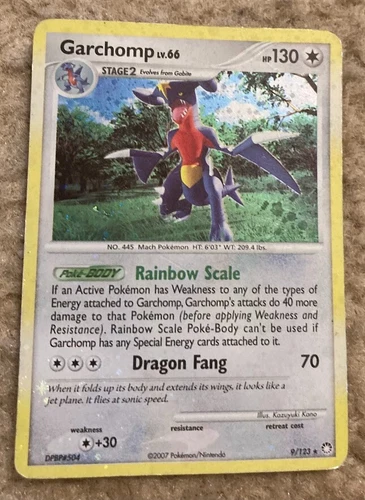 Garchomp LV.66 HP 130
STAGE2 Evolves from Gabite
NO. 445 Mach Pokémon HT: 6'03" WT: 209.4 lbs.
Poké-BODY Rainbow Scale
If an Active Pokémon has Weakness to any of the types of
Energy attached to Garchomp, Garchomp's attacks do 40 more
damage to that Pokémon (before applying Weakness and
Resistance). Rainbow Scale Poké-Body can't be used if
Garchomp has any Special Energy cards attached to it.
Dragon Fang 70
When it folds up its body and extends its wings, it looks like a
jet plane. It flies at sonic speed.
Illus. Kazuyuki Kano
weakness resistance retreat cost
+30
DPBP#504 ©2007 Pokémon/Nintendo 9/123 ★